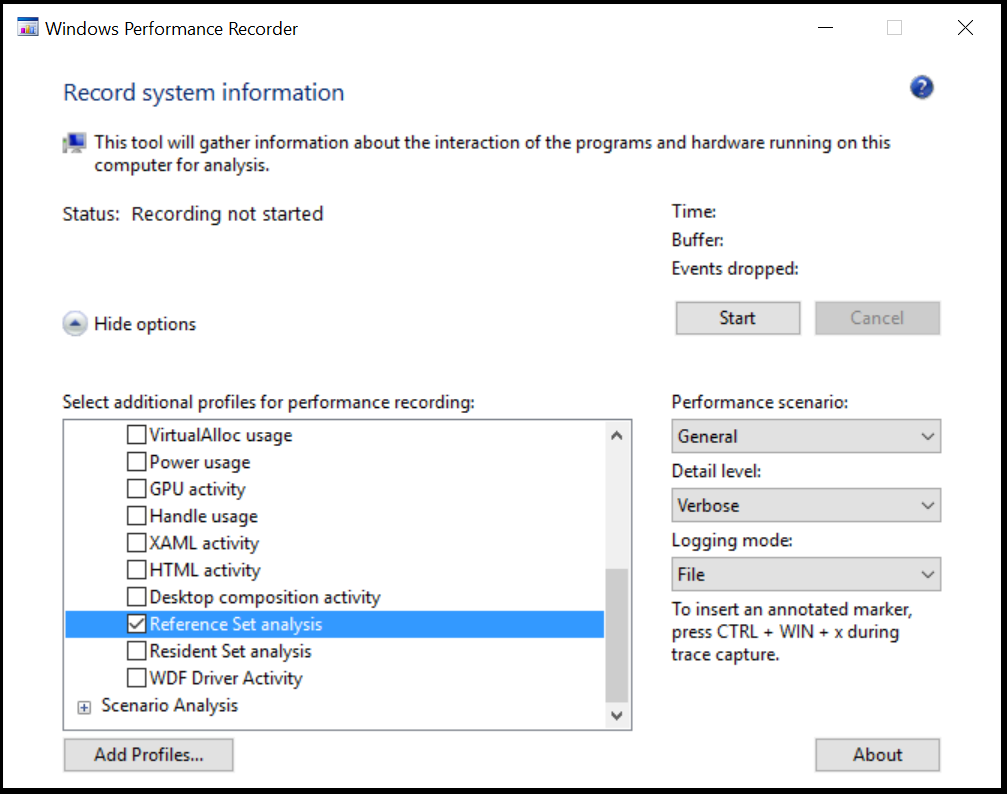 Windows Performance Recorder
Record system information
This tool will gather information about the interaction of the programs and hardware running on this
computer for analysis.
Status: Recording not started
Time:
Buffer:
Events dropped:
Hide options
Start
Cancel
Select additional profiles for performance recording:
VirtualAlloc usage
Power usage
GPU activity
Handle usage
XAML activity
HTML activity
Desktop composition activity
Reference Set analysis
Resident Set analysis
WDF Driver Activity
Scenario Analysis
Performance scenario:
General
Detail level:
Verbose
Logging mode:
File
To insert an annotated marker,
press CTRL + WIN + x during
trace capture.
Add Profiles...
About